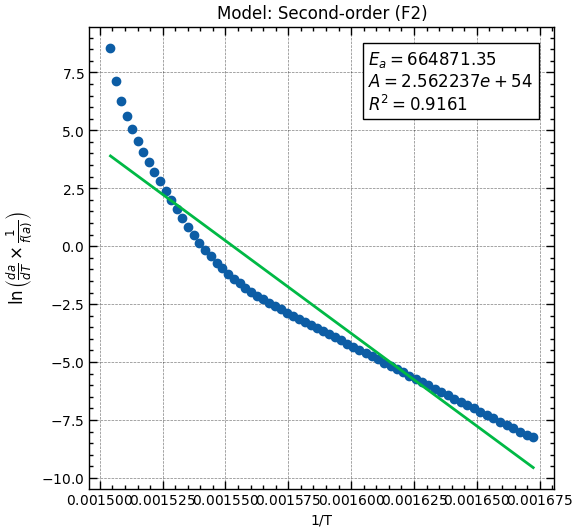 Model: Second-order (F2)
E_a = 664871.35
A = 2.562237e + 54
R^2 = 0.9161
ln (da/dT × 1/f(a))
7.5
5.0
2.5
0.0
−2.5
−5.0
−7.5
−10.0
0.001500 0.001525 0.001550 0.001575 0.001600 0.001625 0.001650 0.001675
1/T